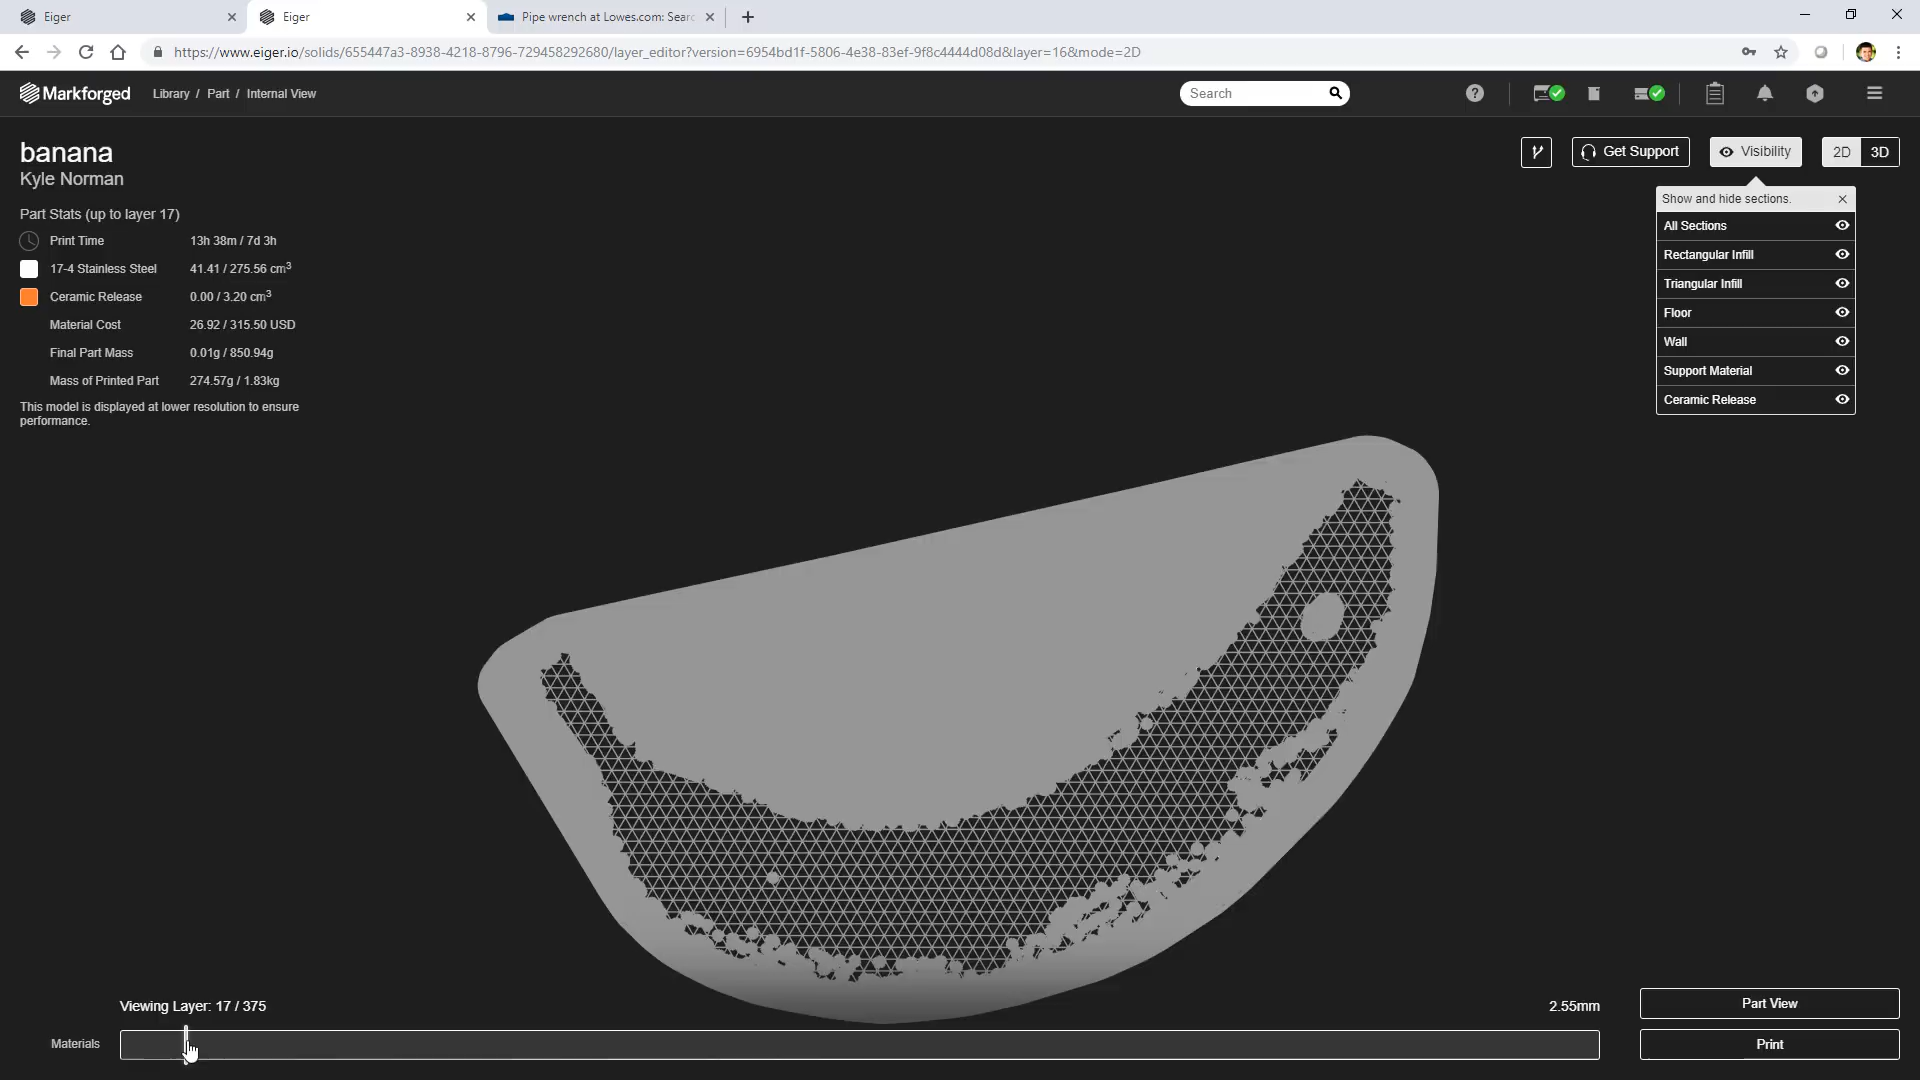 Eiger
Eiger
Pipe wrench at Lowes.com: Searc
https://www.eiger.io/solids/655447a3-8938-4218-8796-729458292680/layer_editor?version=6954bd1f-5806-4e38-83ef-9f8c4444d08d&layer=16&mode=2D
Markforged
Library / Part / Internal View
Search
banana
Kyle Norman
Get Support
Visibility
2D
3D
Part Stats (up to layer 17)
Print Time 13h 38m / 7d 3h
17-4 Stainless Steel 41.41 / 275.56 cm3
Ceramic Release 0.00 / 3.20 cm3
Material Cost 26.92 / 315.50 USD
Final Part Mass 0.01g / 850.94g
Mass of Printed Part 274.57g / 1.83kg
This model is displayed at lower resolution to ensure
performance.
Show and hide sections.
All Sections
Rectangular Infill
Triangular Infill
Floor
Wall
Support Material
Ceramic Release
Viewing Layer: 17 / 375
2.55mm
Part View
Materials
Print